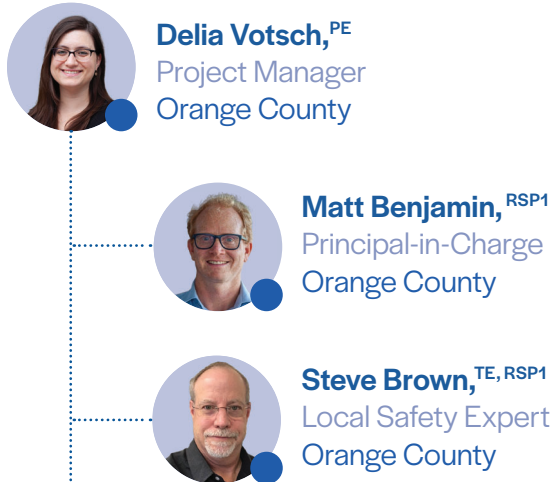 Delia Votsch,PE
Project Manager
Orange County
Matt Benjamin, RSP1
Principal-in-Charge
Orange County
Steve Brown,TE, RSP1
Local Safety Expert
Orange County